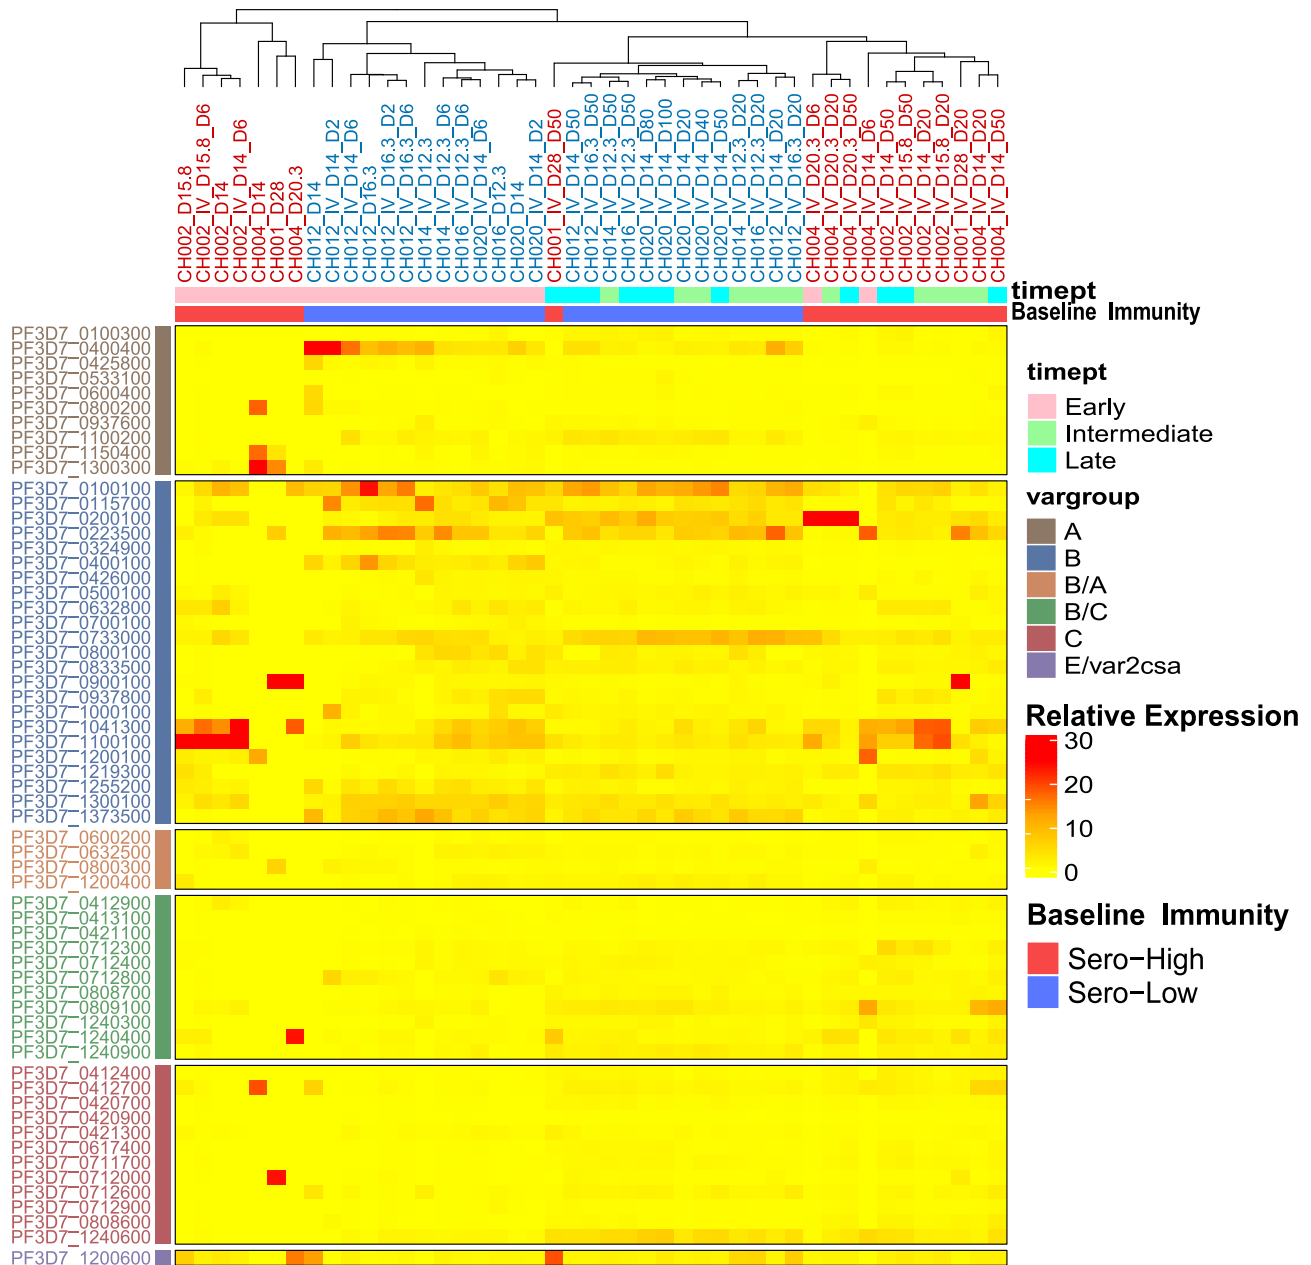 CH002_D15.8
CH002_IV_D15.8_D6
CH002_D14
CH002_IV_D14_D6
CH004_D14
CH001_D28
CH004_D20.3
CH012_D14
CH012_IV_D14_D2
CH012_IV_D14_D6
CH012_D16.3
CH012_IV_D16.3_D2
CH012_IV_D16.3_D6
CH014_IV_D12.3
CH014_IV_D12.3_D6
CH016_IV_D12.3_D6
CH020_IV_D14_D6
CH016_D12.3
CH020_D14
CH020_IV_D14_D2
CH001_IV_D28_D50
CH012_IV_D14_D50
CH012_IV_D16.3_D50
CH014_IV_D12.3_D50
CH016_IV_D12.3_D50
CH020_IV_D14_D80
CH020_IV_D14_D100
CH020_IV_D14_D20
CH020_IV_D14_D40
CH020_IV_D14_D50
CH014_IV_D12.3_D20
CH016_IV_D12.3_D20
CH012_IV_D14_D20
CH012_IV_D16.3_D20
CH004_IV_D20.3_D6
CH004_IV_D20.3_D20
CH004_IV_D20.3_D50
CH004_IV_D14_D6
CH002_IV_D14_D50
CH002_IV_D15.8_D50
CH002_IV_D14_D20
CH002_IV_D15.8_D20
CH001_IV_D28_D20
CH004_IV_D14_D20
CH004_IV_D14_D50
timept
Baseline Immunity
PF3D7_0100300
PF3D7_0400400
PF3D7_0425800
PF3D7_0533100
PF3D7_0600400
PF3D7_0800200
PF3D7_0937600
PF3D7_1100200
PF3D7_1150400
PF3D7_1300300
PF3D7_0100100
PF3D7_0115700
PF3D7_0200100
PF3D7_0223500
PF3D7_0324900
PF3D7_0400100
PF3D7_0426000
PF3D7_0500100
PF3D7_0632800
PF3D7_0700100
PF3D7_0733000
PF3D7_0800100
PF3D7_0833500
PF3D7_0900100
PF3D7_0937800
PF3D7_1000100
PF3D7_1041300
PF3D7_1100100
PF3D7_1200100
PF3D7_1219300
PF3D7_1255200
PF3D7_1300100
PF3D7_1373500
PF3D7_0600200
PF3D7_0632500
PF3D7_0800300
PF3D7_1200400
PF3D7_0412900
PF3D7_0413100
PF3D7_0421100
PF3D7_0712300
PF3D7_0712400
PF3D7_0712800
PF3D7_0808700
PF3D7_0809100
PF3D7_1240300
PF3D7_1240400
PF3D7_1240900
PF3D7_0412400
PF3D7_0412700
PF3D7_0420700
PF3D7_0420900
PF3D7_0421300
PF3D7_0617400
PF3D7_0711700
PF3D7_0712000
PF3D7_0712600
PF3D7_0712900
PF3D7_0808600
PF3D7_1240600
PF3D7_1200600
timept
Early
Intermediate
Late
vargroup
A
B
B/A
B/C
C
E/var2csa
Relative Expression
30
20
10
0
Baseline Immunity
Sero-High
Sero-Low